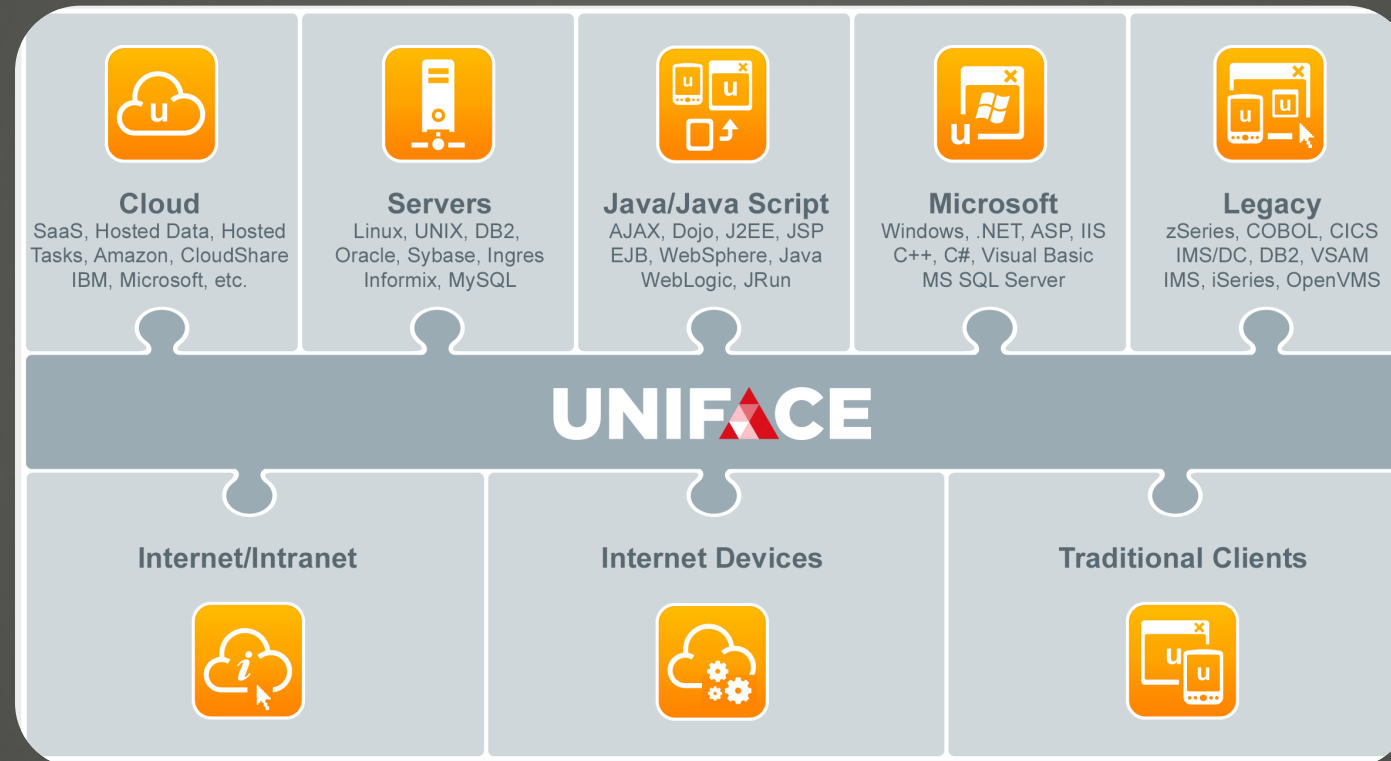 u
u
u
u
u
u
u
Cloud
SaaS, Hosted Data, Hosted
Tasks, Amazon, CloudShare
IBM, Microsoft, etc.
Servers
Linux, UNIX, DB2,
Oracle, Sybase, Ingres
Informix, MySQL
Java/Java Script
AJAX, Dojo, J2EE, JSP
EJB, WebSphere, Java
WebLogic, JRun
Microsoft
Windows, .NET, ASP, IIS
C++, C#, Visual Basic
MS SQL Server
Legacy
zSeries, COBOL, CICS
IMS/DC, DB2, VSAM
IMS, iSeries, OpenVMS
UNIFACE
Internet/Intranet
i
Internet Devices
Traditional Clients
u
u